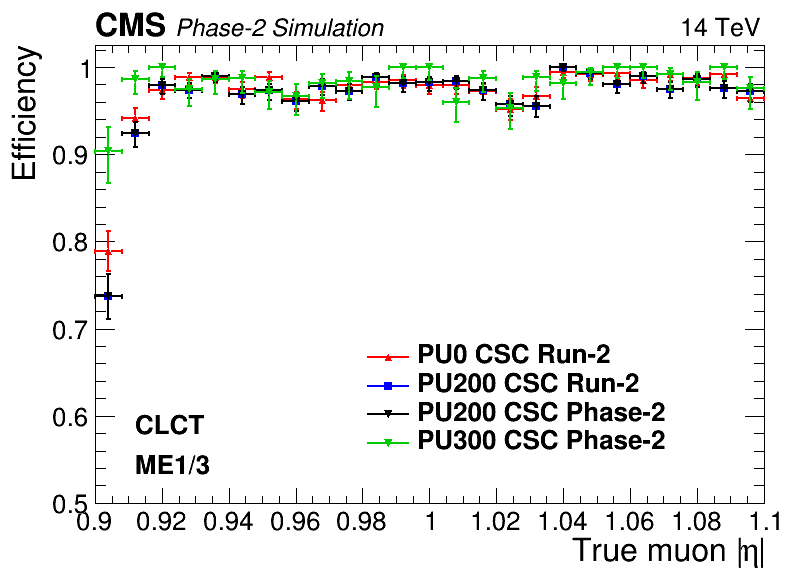 CMS Phase-2 Simulation 14 TeV
Efficiency
1
0.9
0.8
0.7
0.6
0.5
PU0 CSC Run-2
PU200 CSC Run-2
PU200 CSC Phase-2
PU300 CSC Phase-2
CLCT
ME1/3
0.9 0.92 0.94 0.96 0.98 1 1.02 1.04 1.06 1.08 1.1
True muon |η|